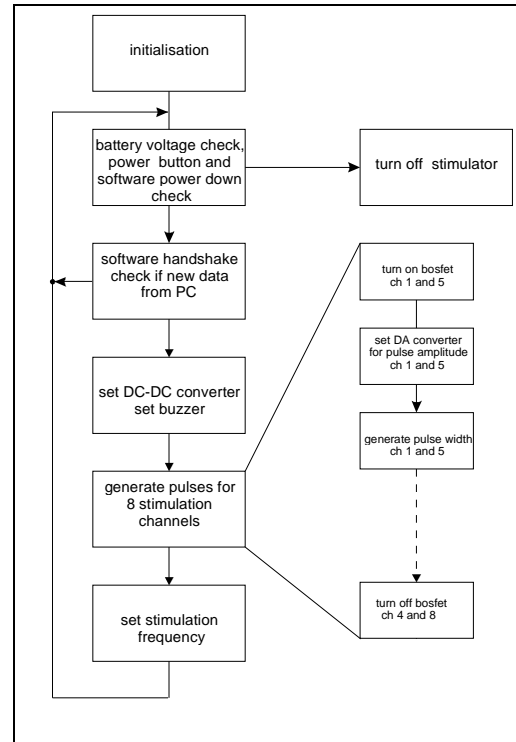 initialisation
battery voltage check,
power button and
software power down
check
turn off stimulator
software handshake
check if new data
from PC
set DC-DC converter
set buzzer
generate pulses for
8 stimulation
channels
set stimulation
frequency
turn on bosfet
ch 1 and 5
set DA converter
for pulse amplitude
ch 1 and 5
generate pulse width
ch 1 and 5
turn off bosfet
ch 4 and 8